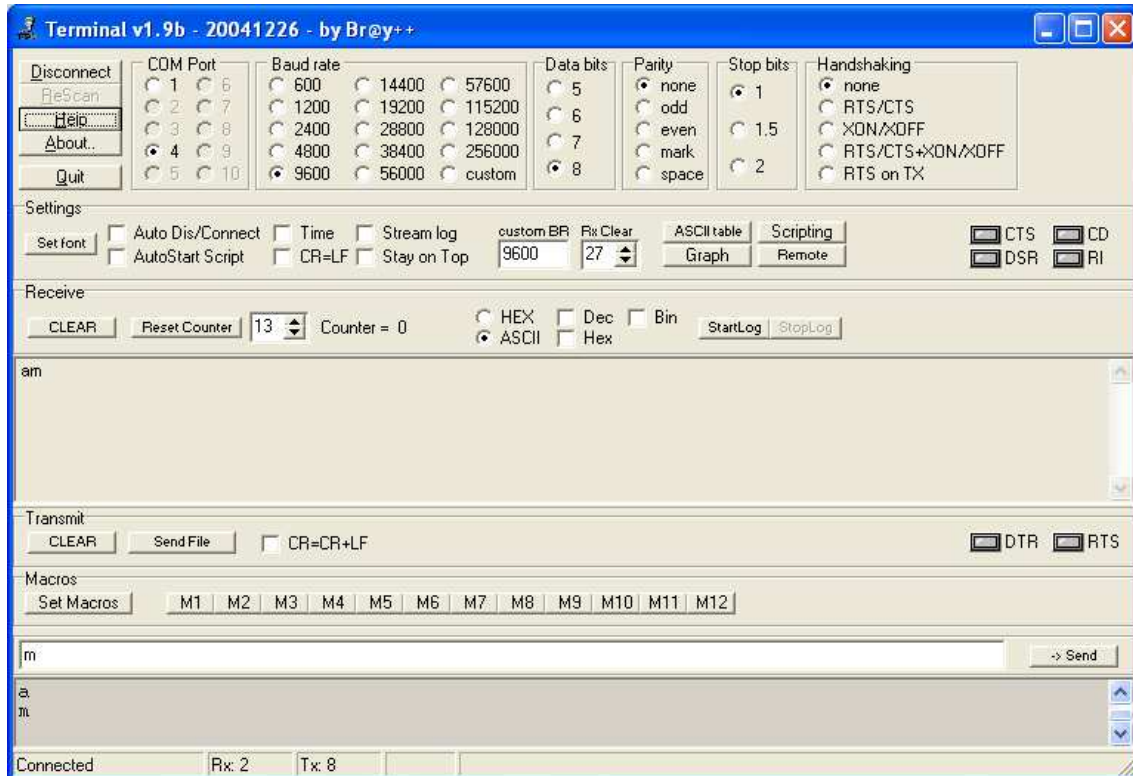 Terminal v1.9b - 20041226 - by Br@y++
Disconnect
ReScan
Help
About..
Quit
COM Port
1 6
2 7
3 8
4 9
5 10
Baud rate
600 14400 57600
1200 19200 115200
2400 28800 128000
4800 38400 256000
9600 56000 custom
Data bits
5
6
7
8
Parity
none
odd
even
mark
space
Stop bits
1
1.5
2
Handshaking
none
RTS/CTS
XON/XOFF
RTS/CTS+XON/XOFF
RTS on TX
Settings
Set font
Auto Dis/Connect Time Stream log
AutoStart Script CR=LF Stay on Top
custom BR Rx Clear
9600 27
ASCII table Scripting
Graph Remote
CTS CD
DSR RI
Receive
CLEAR Reset Counter 13 Counter = 0
HEX Dec Bin
ASCII Hex
StartLog StopLog
am
Transmit
CLEAR Send File CR=CR+LF DTR RTS
Macros
Set Macros M1 M2 M3 M4 M5 M6 M7 M8 M9 M10 M11 M12
m -> Send
a
m
Connected Rx: 2 Tx: 8